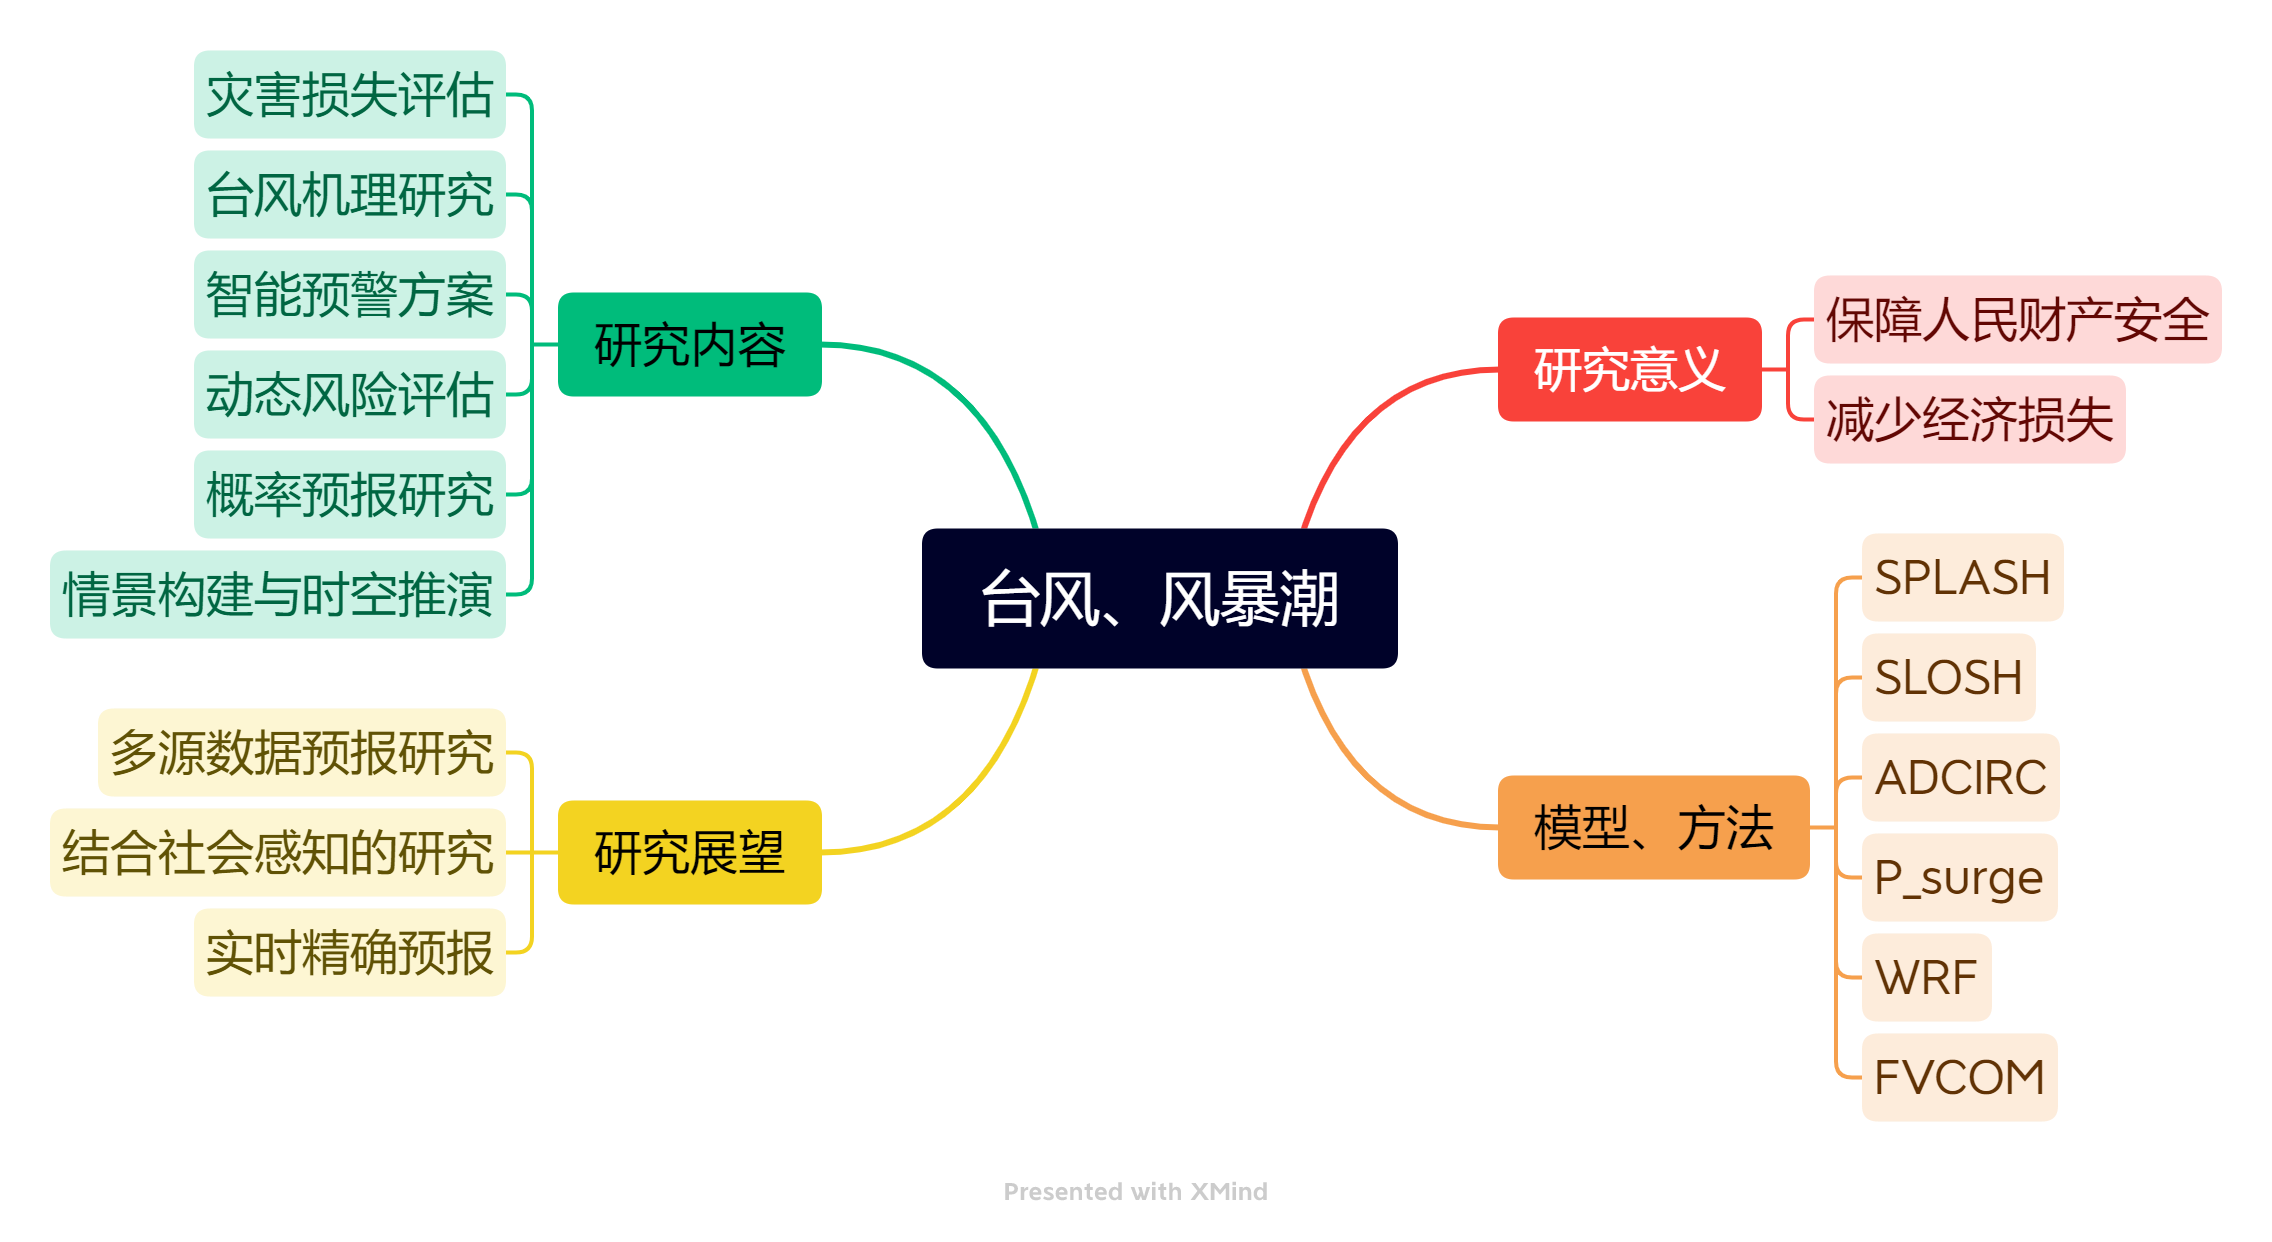 台风、风暴潮
研究意义
保障人民财产安全
减少经济损失
模型、方法
SPLASH
SLOSH
ADCIRC
P_surge
WRF
FVCOM
研究展望
多源数据预报研究
结合社会感知的研究
实时精确预报
研究内容
灾害损失评估
台风机理研究
智能预警方案
动态风险评估
概率预报研究
情景构建与时空推演
Presented with XMind